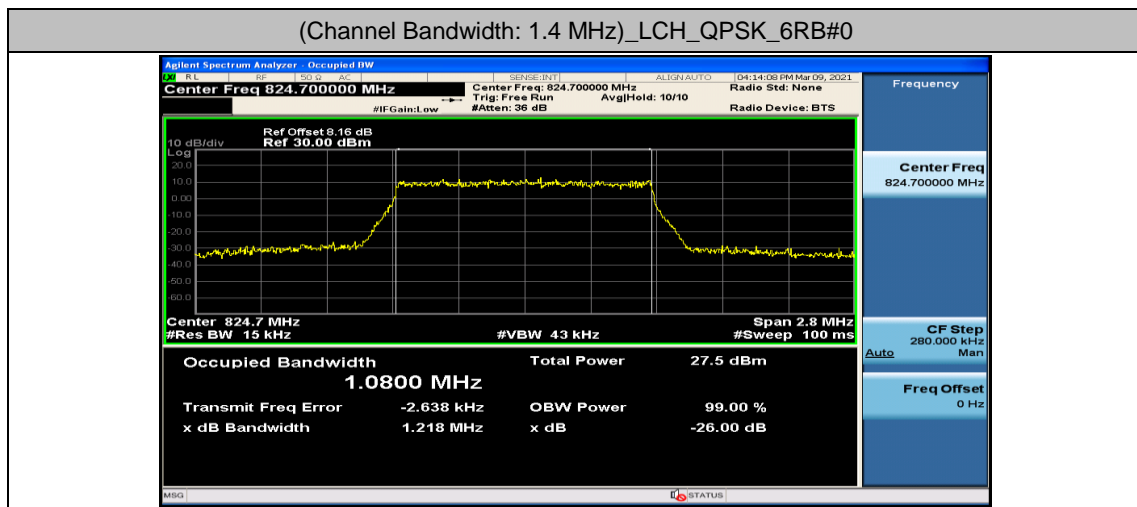 (Channel Bandwidth: 1.4 MHz)_LCH_QPSK_6RB#0
Agilent Spectrum Analyzer - Occupied BW
LXI RL RF 50 Ω AC SENSE:INT ALIGN AUTO 04:14:08 PM Mar 09, 2021
Center Freq 824.700000 MHz
Center Freq: 824.700000 MHz
Radio Std: None
Trig: Free Run Avg|Hold: 10/10
#IFGain:Low #Atten: 36 dB Radio Device: BTS
Frequency
Ref Offset 8.16 dB
10 dB/div Ref 30.00 dBm
Log
20.0
10.0
0.00
-10.0
-20.0
-30.0
-40.0
-50.0
-60.0
Center Freq
824.700000 MHz
Center 824.7 MHz Span 2.8 MHz
#Res BW 15 kHz #VBW 43 kHz #Sweep 100 ms
CF Step
280.000 kHz
Auto Man
Occupied Bandwidth Total Power 27.5 dBm
1.0800 MHz
Freq Offset
0 Hz
Transmit Freq Error -2.638 kHz OBW Power 99.00 %
x dB Bandwidth 1.218 MHz x dB -26.00 dB
MSG STATUS